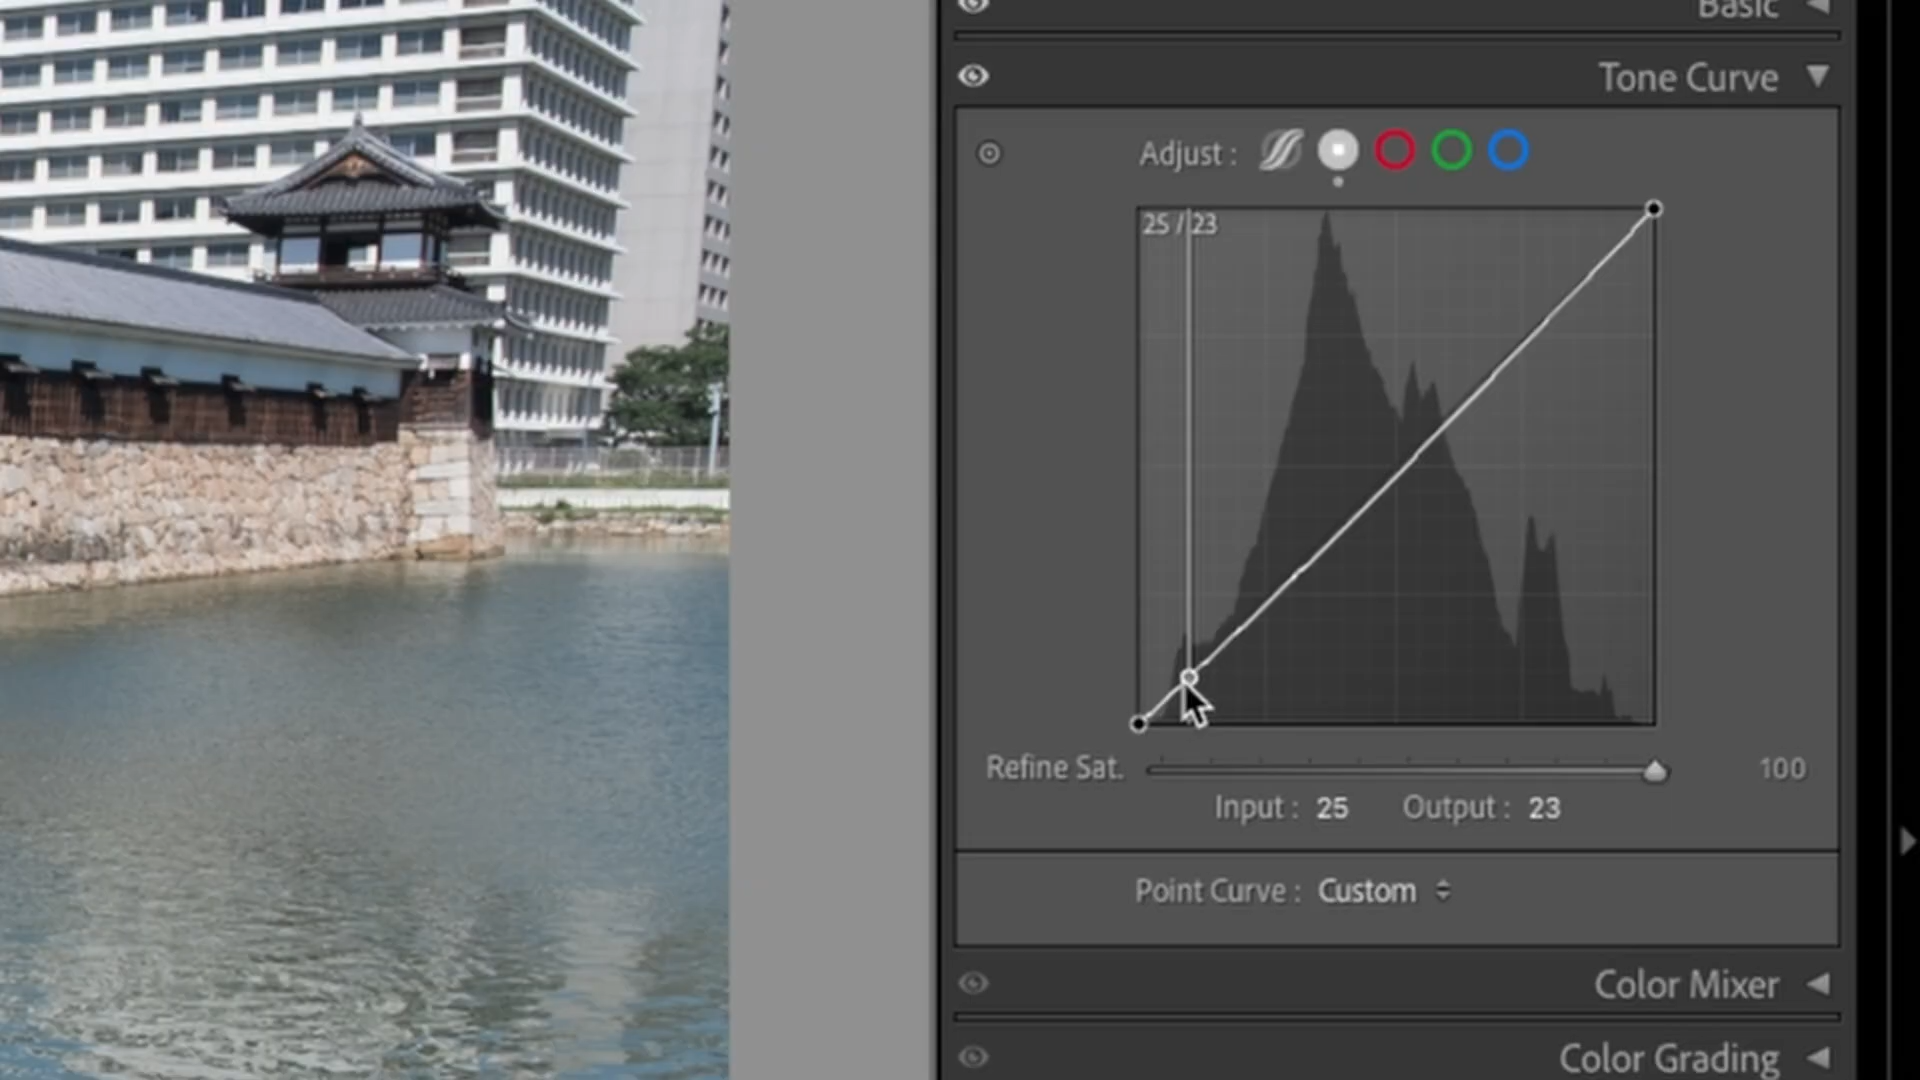 Basic
Tone Curve
Adjust :
25 / 23
Refine Sat. 100
Input : 25 Output : 23
Point Curve : Custom
Color Mixer
Color Grading